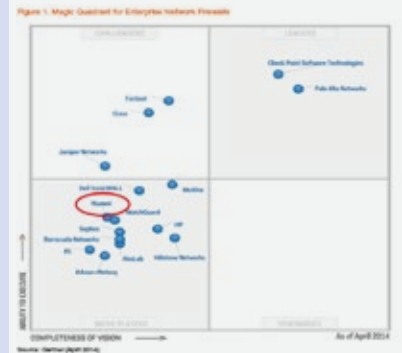 Figure 1. Magic Quadrant for Enterprise Network Firewalls
CHALLENGERS
LEADERS
Check Point Software Technologies
Palo Alto Networks
Fortinet
Cisco
Juniper Networks
Dell SonicWALL
McAfee
Huawei
WatchGuard
Sophos
HP
Barracuda Networks
F5
Stormshield
Hillstone Networks
NICHE PLAYERS
VISIONARIES
ABILITY TO EXECUTE
COMPLETENESS OF VISION
As of April 2014
Source: Gartner (April 2014)